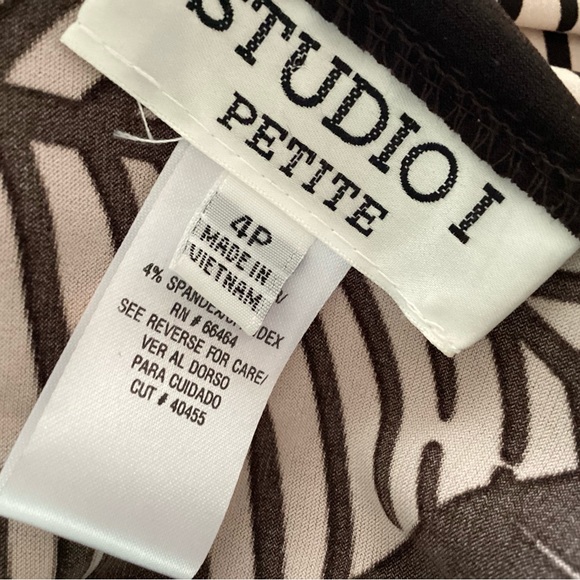 STUDIO I
PETITE
4P
MADE IN
VIETNAM
4% SPANDEX
RN # 66464
SEE REVERSE FOR CARE/
VER AL DORSO
PARA CUIDADO
CUT # 40455